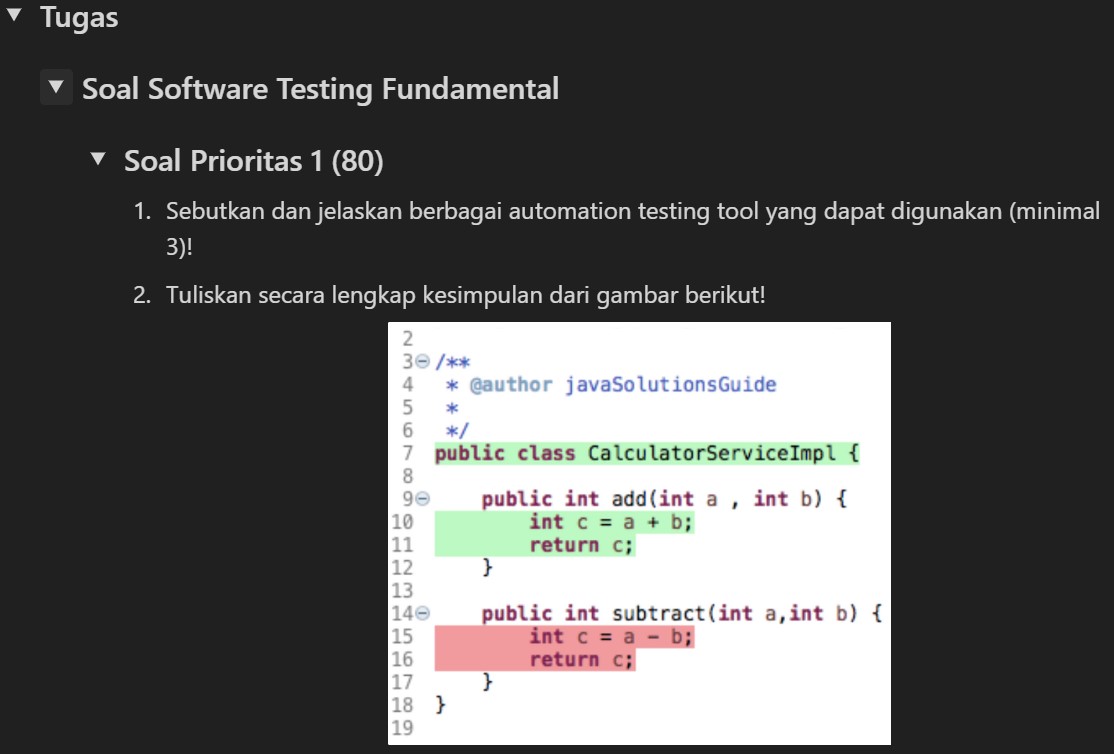 Tugas
Soal Software Testing Fundamental
Soal Prioritas 1 (80)
1. Sebutkan dan jelaskan berbagai automation testing tool yang dapat digunakan (minimal
3)!
2. Tuliskan secara lengkap kesimpulan dari gambar berikut!
2
3 /**
4 * @author javaSolutionsGuide
5 *
6 */
7 public class CalculatorServiceImpl {
8
9 public int add(int a , int b) {
10 int c = a + b;
11 return c;
12 }
13
14 public int subtract(int a,int b) {
15 int c = a - b;
16 return c;
17 }
18 }
19